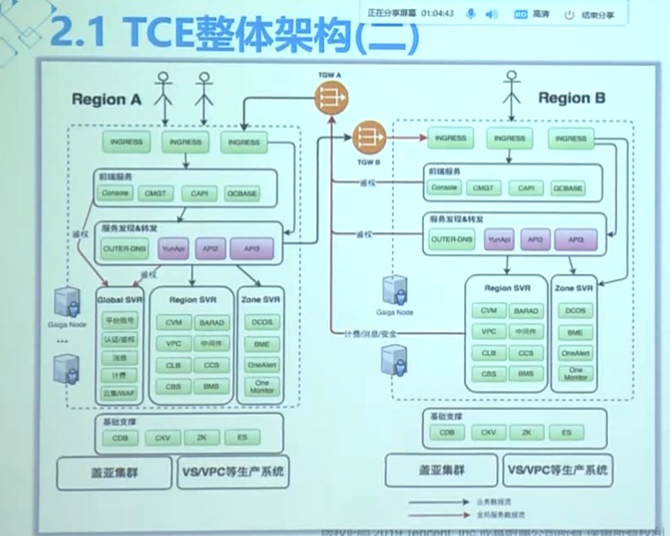 正在分享屏幕 01:04:43 HD 高清 结束分享
2.1 TCE整体架构(二)
TGW A
Region A
Region B
INGRESS INGRESS INGRESS
TGW B
INGRESS INGRESS INGRESS
前端服务
Console CMGT CAPI QCBASE
鉴权
前端服务
Console CMGT CAPI QCBASE
鉴权
服务发现&转发
OUTER-DNS YunApi API2 API3
鉴权
服务发现&转发
OUTER-DNS YunApi API2 API3
鉴权
Global SVR
平台账号
认证/鉴权
消息
计费
Region SVR
CVM BARAD
VPC 中间件
CLB CCS
CBS BMS
Zone SVR
DCOS
BME
OneAlert
One Monitor
Gaiga Node
...
Region SVR
CVM BARAD
VPC 中间件
CLB CCS
CBS BMS
Zone SVR
DCOS
BME
OneAlert
One Monitor
Gaiga Node
计费/消息/安全
基础支撑
CDB CKV ZK ES
基础支撑
CDB CKV ZK ES
盖亚集群 VS/VPC等生产系统
盖亚集群 VS/VPC等生产系统
业务数据流
全局服务数据流